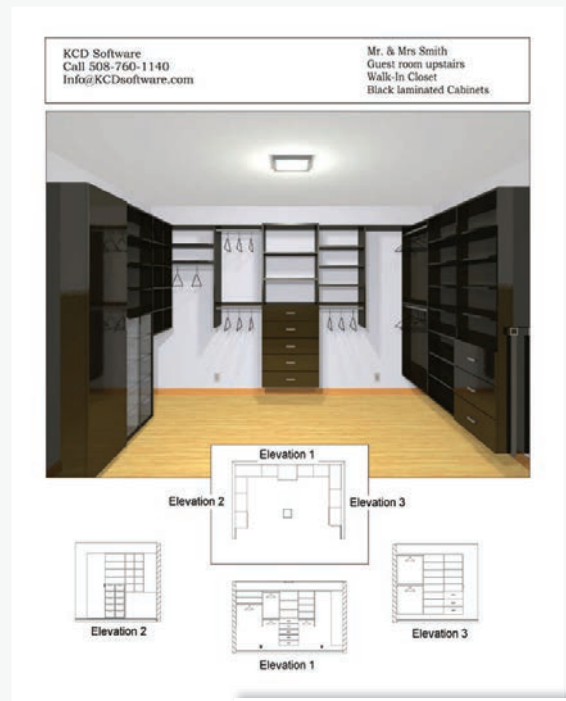 KCD Software
Call 508-760-1140
Info@KCDsoftware.com
Mr. & Mrs Smith
Guest room upstairs
Walk-In Closet
Black laminated Cabinets
Elevation 1
Elevation 2
Elevation 3
Elevation 2
Elevation 1
Elevation 3